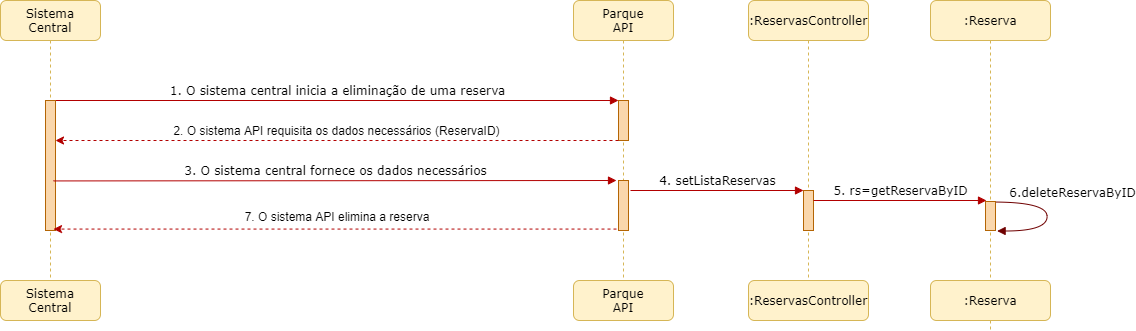 Sistema
Central
Parque
API
:ReservasController
:Reserva
1. O sistema central inicia a eliminação de uma reserva
2. O sistema API requisita os dados necessários (ReservaID)
3. O sistema central fornece os dados necessários
4. setListaReservas
5. rs=getReservaByID
6.deleteReservaByID
7. O sistema API elimina a reserva
Sistema
Central
Parque
API
:ReservasController
:Reserva